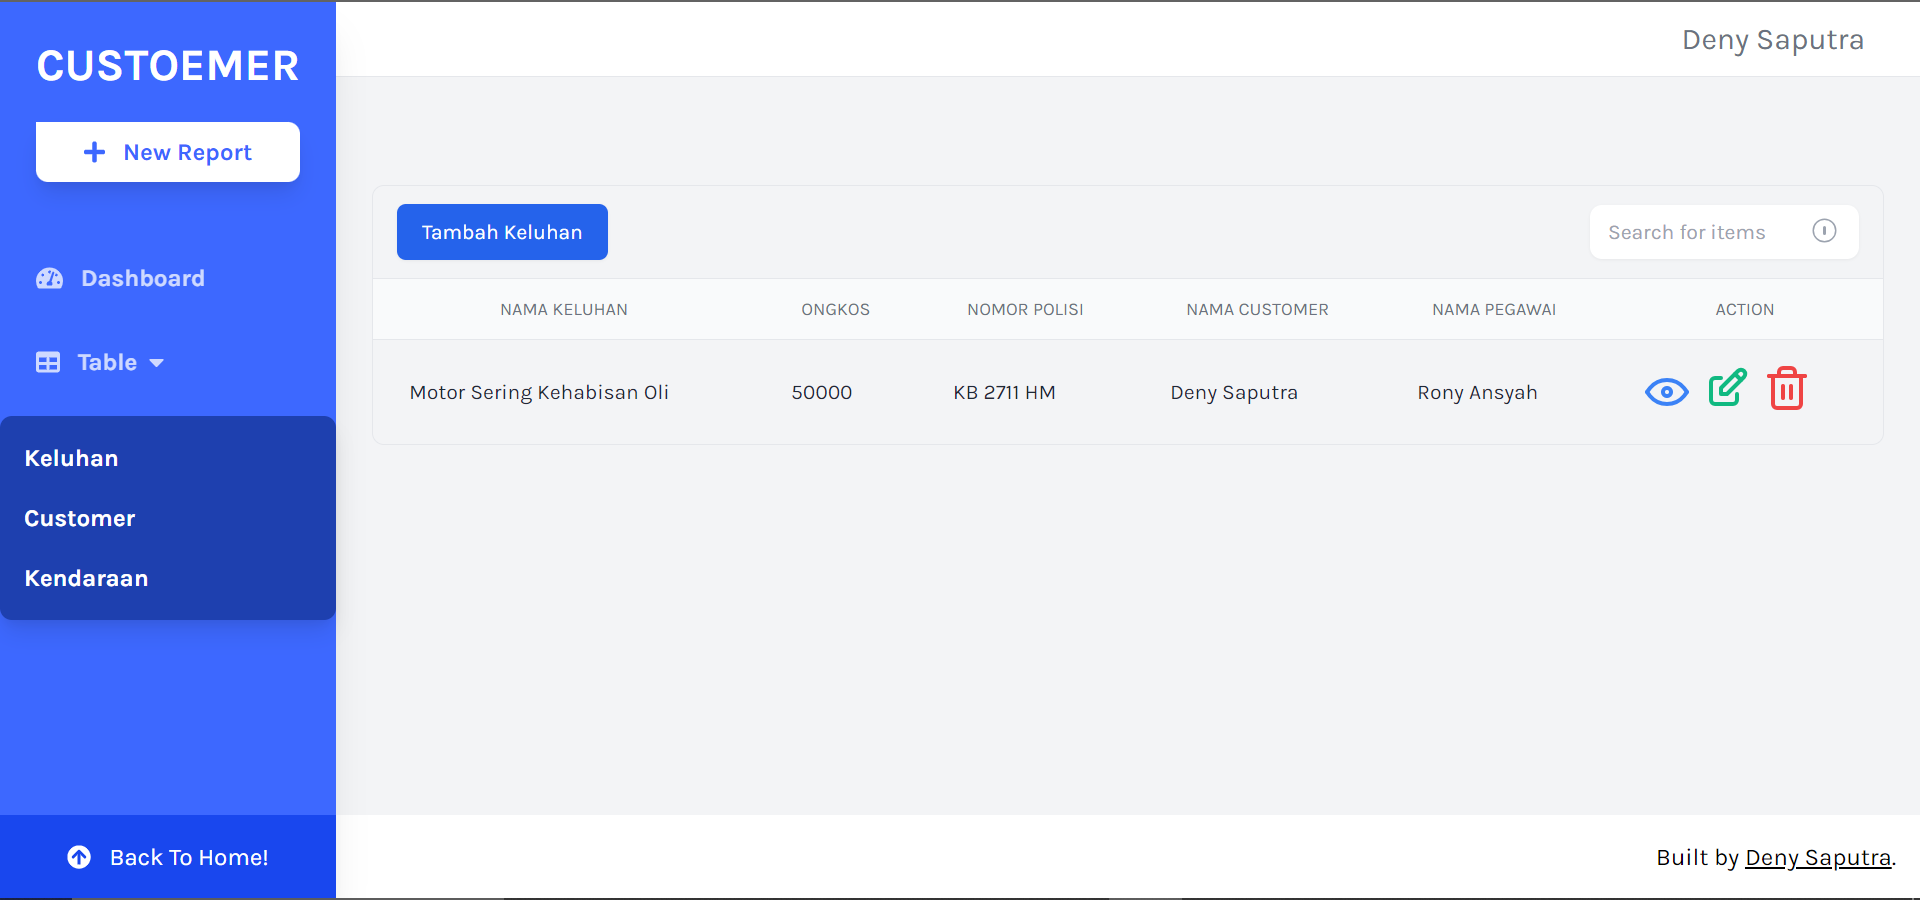 CUSTOEMER
New Report
Dashboard
Table
Keluhan
Customer
Kendaraan
Back To Home!
Deny Saputra
Tambah Keluhan
Search for items
NAMA KELUHAN ONGKOS NOMOR POLISI NAMA CUSTOMER NAMA PEGAWAI ACTION
Motor Sering Kehabisan Oli 50000 KB 2711 HM Deny Saputra Rony Ansyah
Built by Deny Saputra.